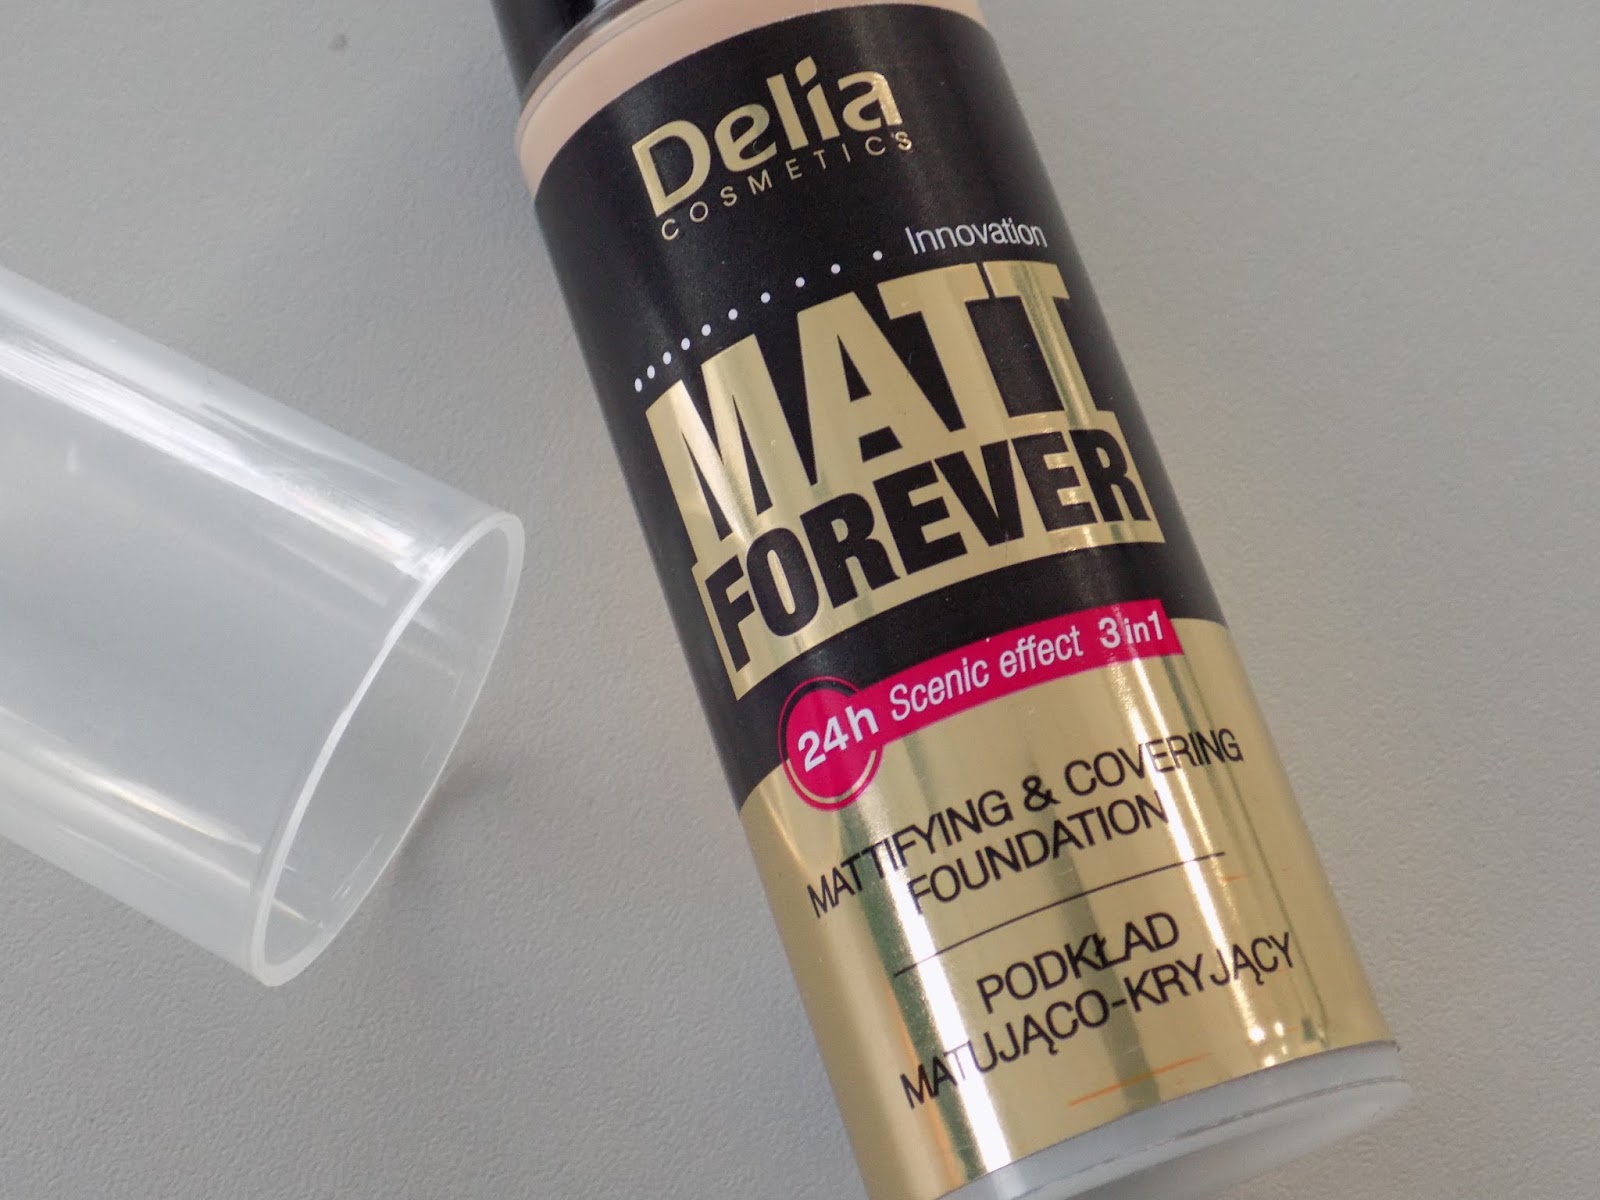 Delia
COSMETICS
Innovation
MATT
FOREVER
24h Scenic effect 3in1
MATTIFYING & COVERING
FOUNDATION
PODKŁAD
MATUJĄCO-KRYJĄCY